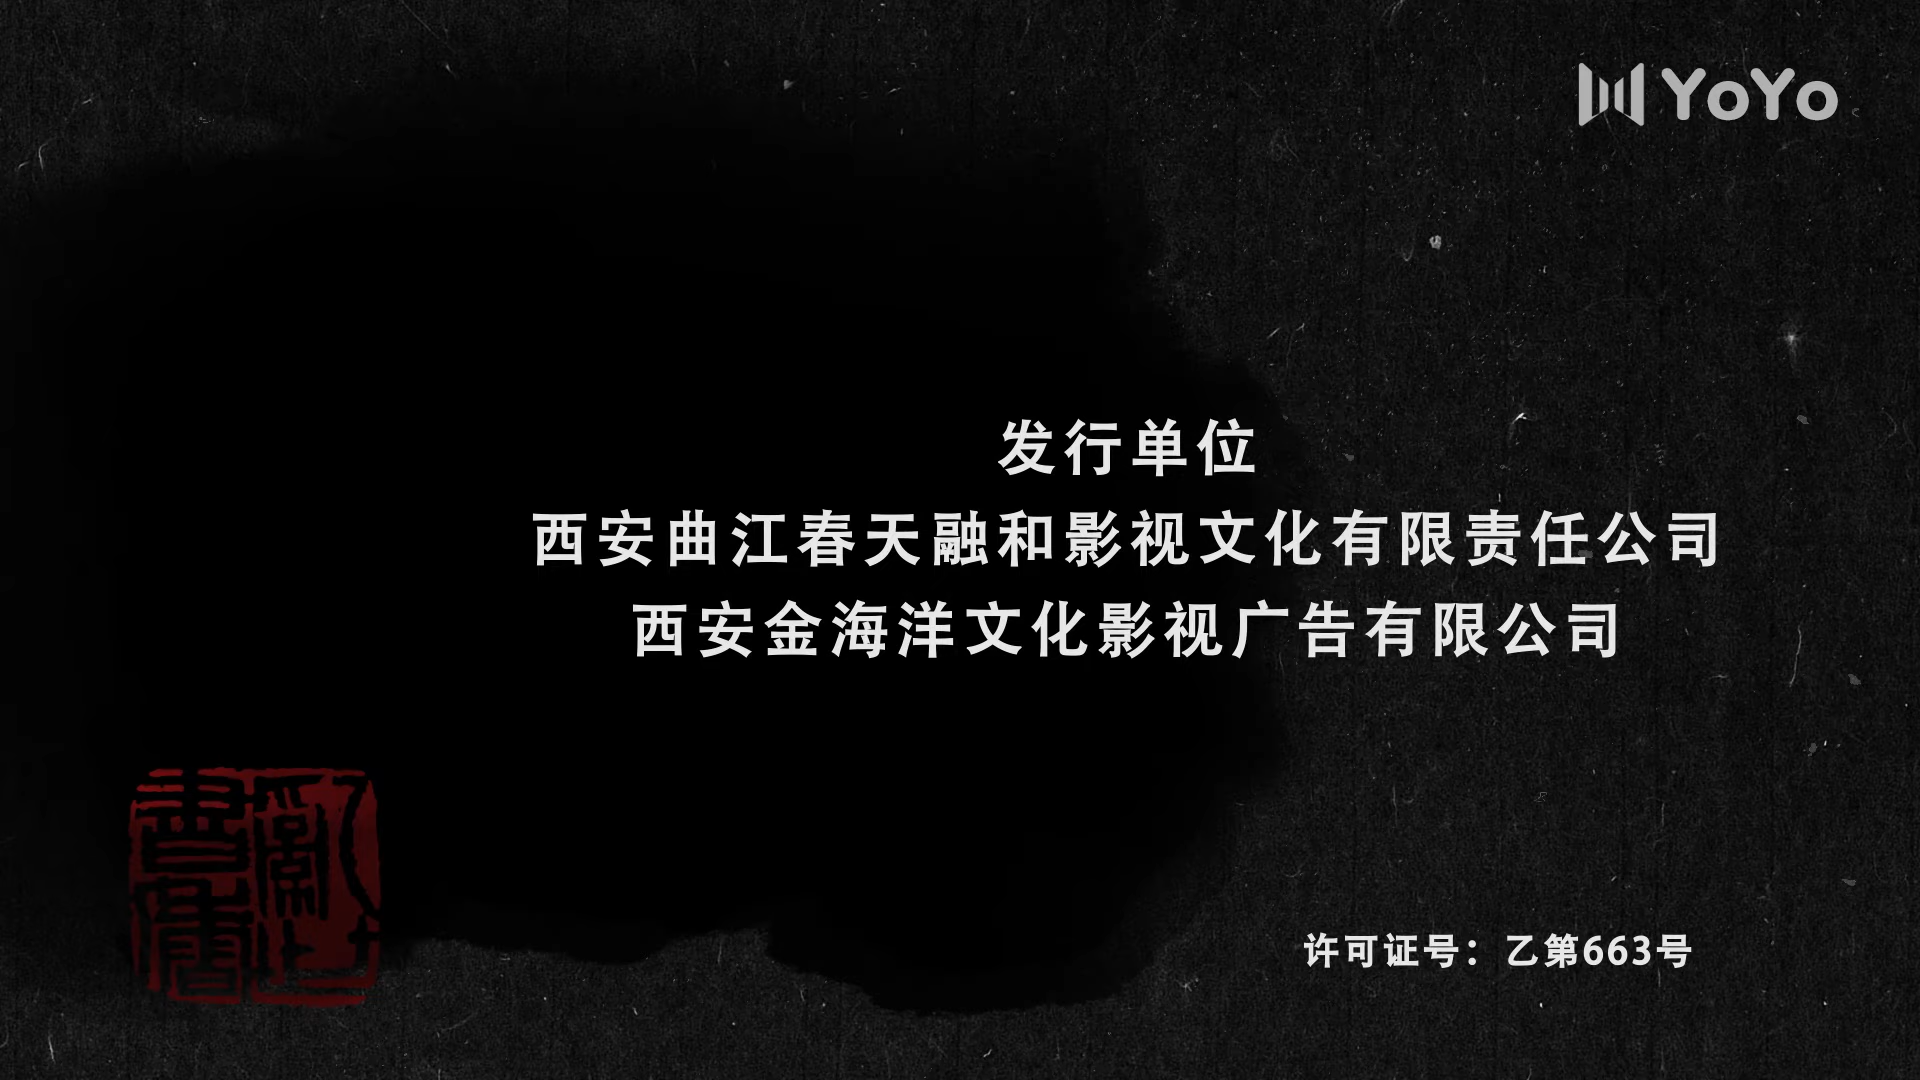 YoYo
发行单位
西安曲江春天融和影视文化有限责任公司
西安金海洋文化影视广告有限公司
许可证号：乙第663号